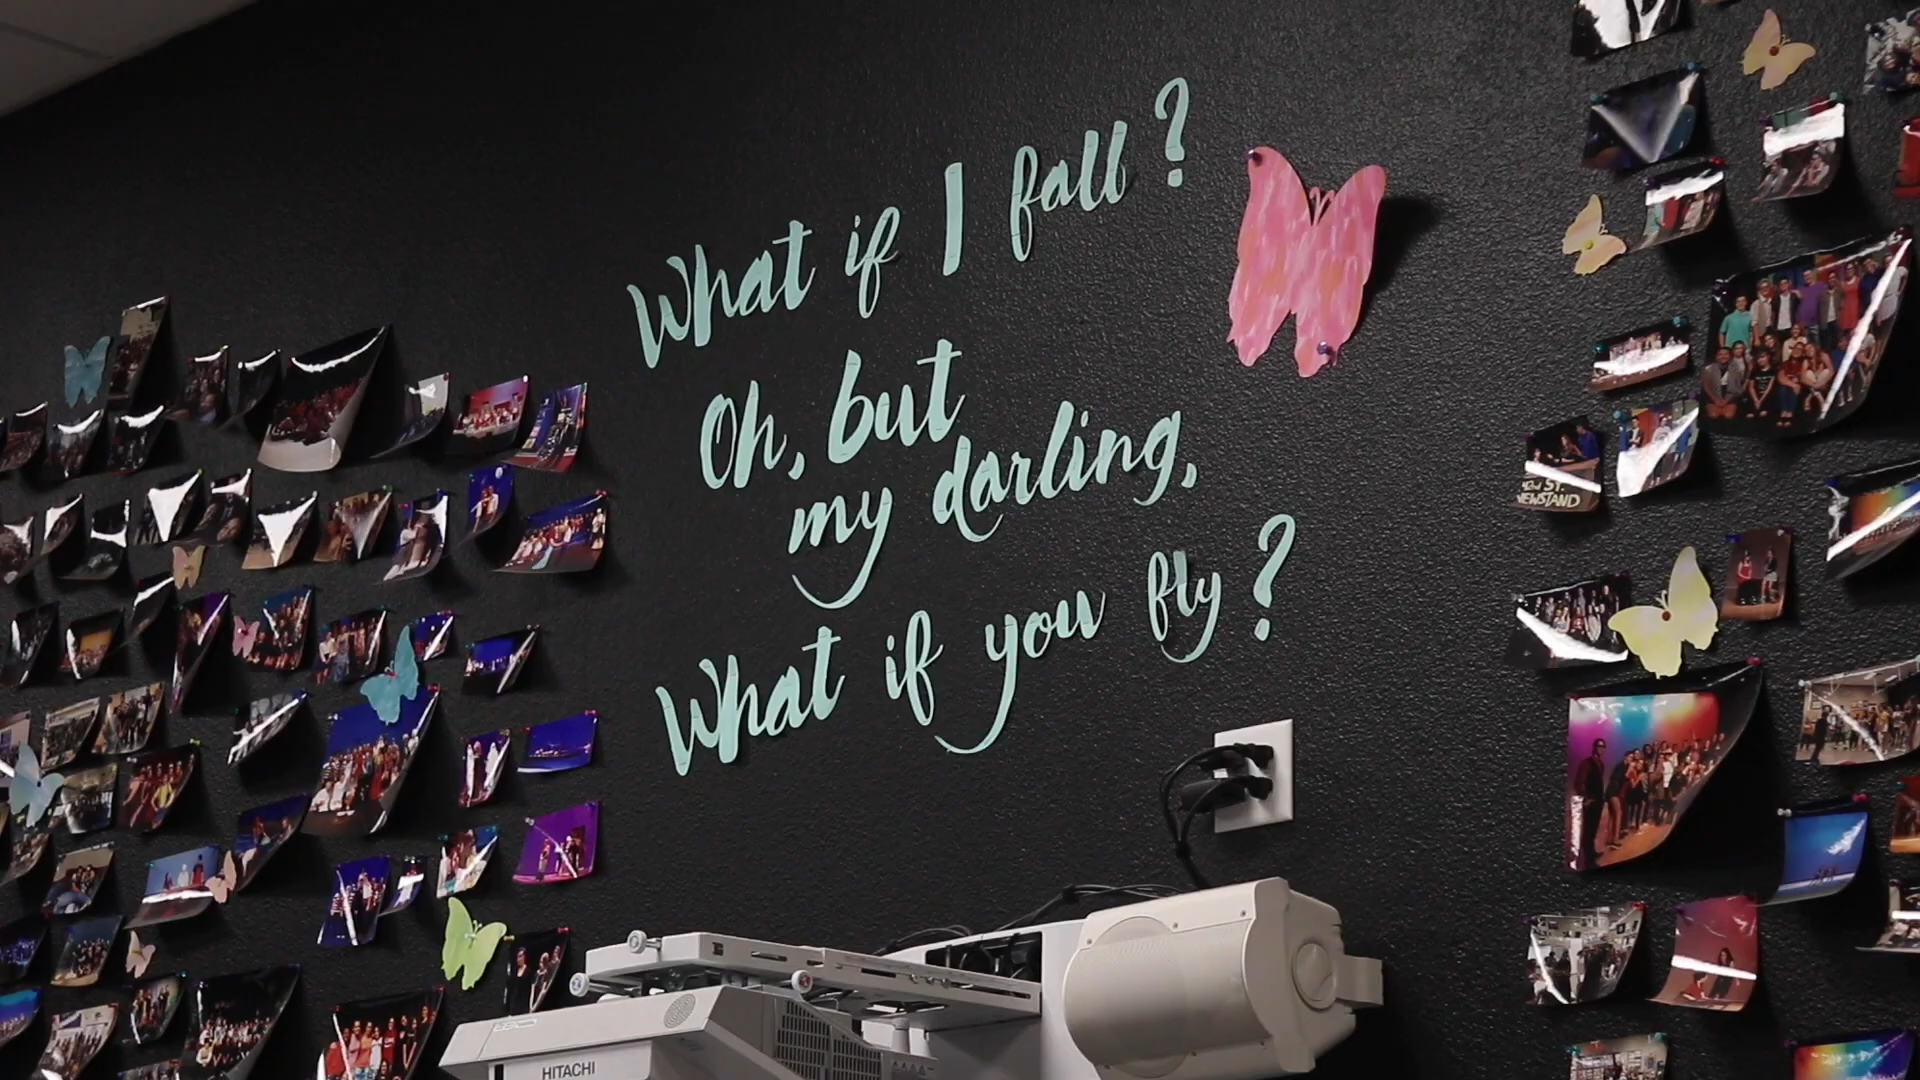 What if I fall?
Oh, but
my darling,
What if you fly?
NEWSTAND
HITACHI